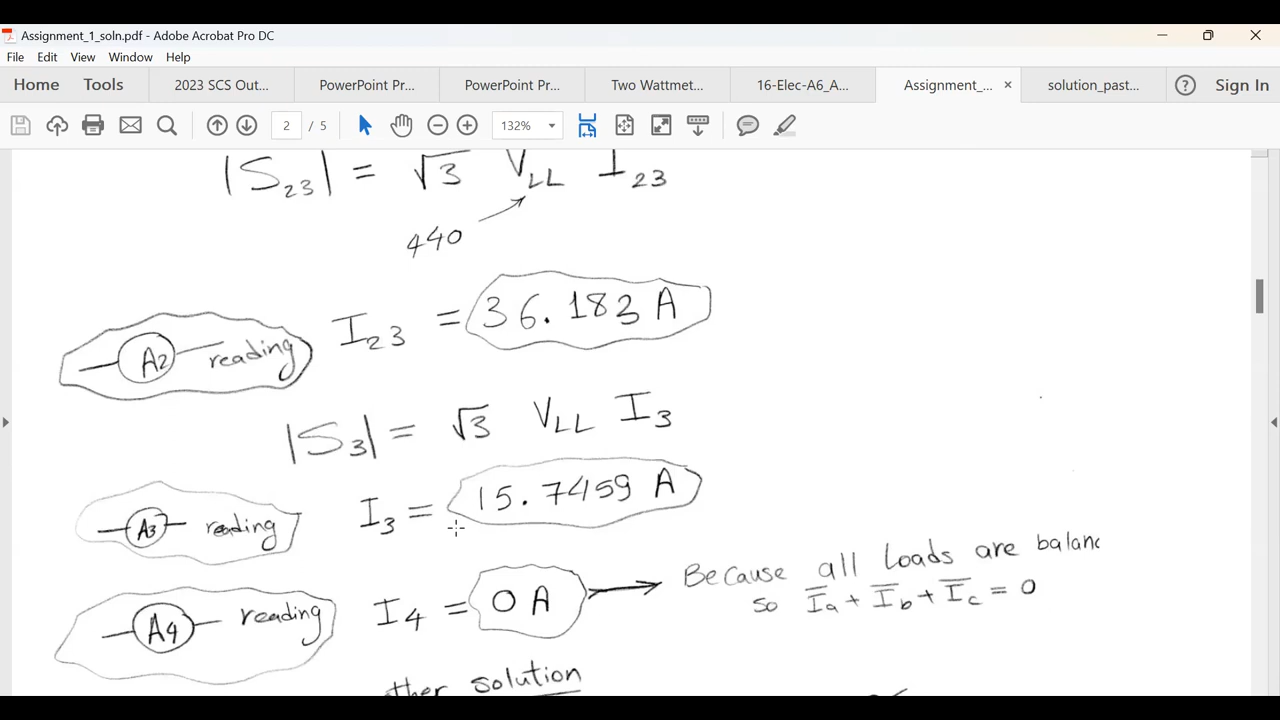 Assignment_1_soln.pdf - Adobe Acrobat Pro DC
File Edit View Window Help
Home Tools 2023 SCS Out... PowerPoint Pr... PowerPoint Pr... Two Wattmet... 16-Elec-A6_A... Assignment_... × solution_past... Sign In
2 / 5 132%
|S23| = √3 VLL I23
440
A2 reading I23 = 36.183 A
|S3| = √3 VLL I3
A3 reading I3 = 15.7459 A
Because all loads are balanc
A4 reading I4 = 0 A so Ia + Ib + Ic = 0
ther solution